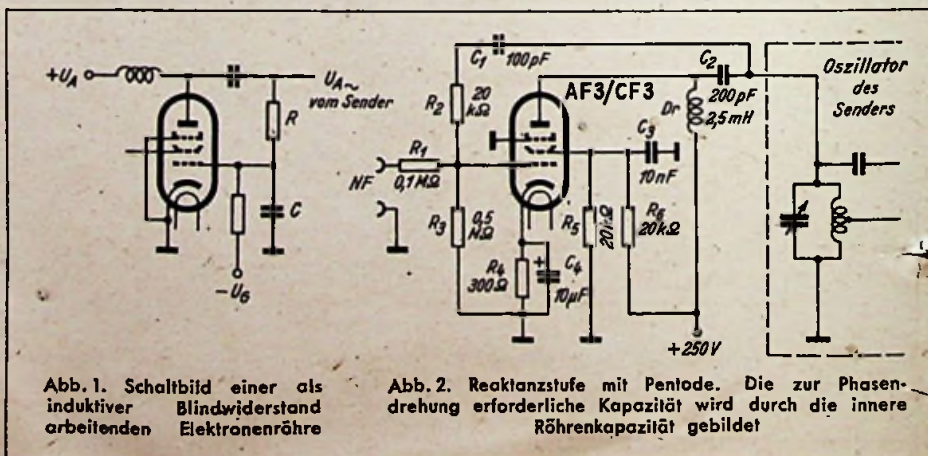 +U_A
U_A~
vom Sender
R
C
-U_G
C_1
100pF
R_2
20
kΩ
NF
R_1
0,1MΩ
R_3
0,5
MΩ
AF3/CF3
R_4
300Ω
C_4
+
10µF
R_5
20kΩ
C_3
10nF
R_6
20kΩ
Dr
2,5mH
C_2
200pF
+250V
Oszillator
des
Senders
Abb. 1. Schaltbild einer als
induktiver Blindwiderstand
arbeitenden Elektronenröhre
Abb. 2. Reaktanzstufe mit Pentode. Die zur Phasen-
drehung erforderliche Kapazität wird durch die innere
Röhrenkapazität gebildet